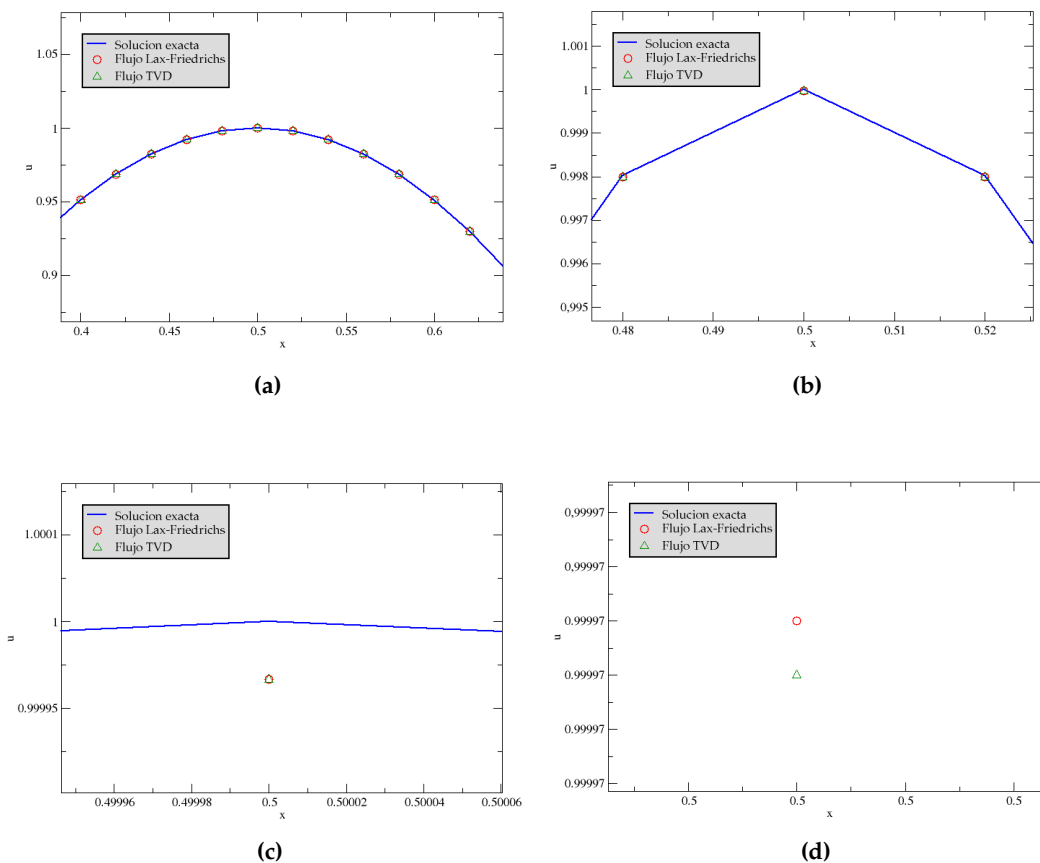 Solucion exacta
Flujo Lax-Friedrichs
Flujo TVD
1.05
1
0.95
0.9
u
0.4
0.45
0.5
0.55
0.6
x
(a)
Solucion exacta
Flujo Lax-Friedrichs
Flujo TVD
1.001
1
0.999
0.998
0.997
0.996
0.995
u
0.48
0.49
0.5
0.51
0.52
x
(b)
Solucion exacta
Flujo Lax-Friedrichs
Flujo TVD
1.0001
1
0.99995
u
0.49996
0.49998
0.5
0.50002
0.50004
0.50006
x
(c)
Solucion exacta
Flujo Lax-Friedrichs
Flujo TVD
0.99997
0.99997
0.99997
0.99997
0.99997
0.99997
u
0.5
0.5
0.5
0.5
x
(d)